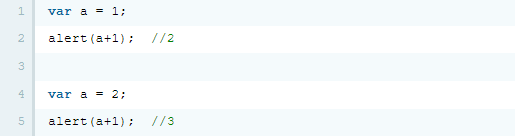 1 var a = 1;
2 alert(a+1);  //2
3
4 var a = 2;
5 alert(a+1);  //3